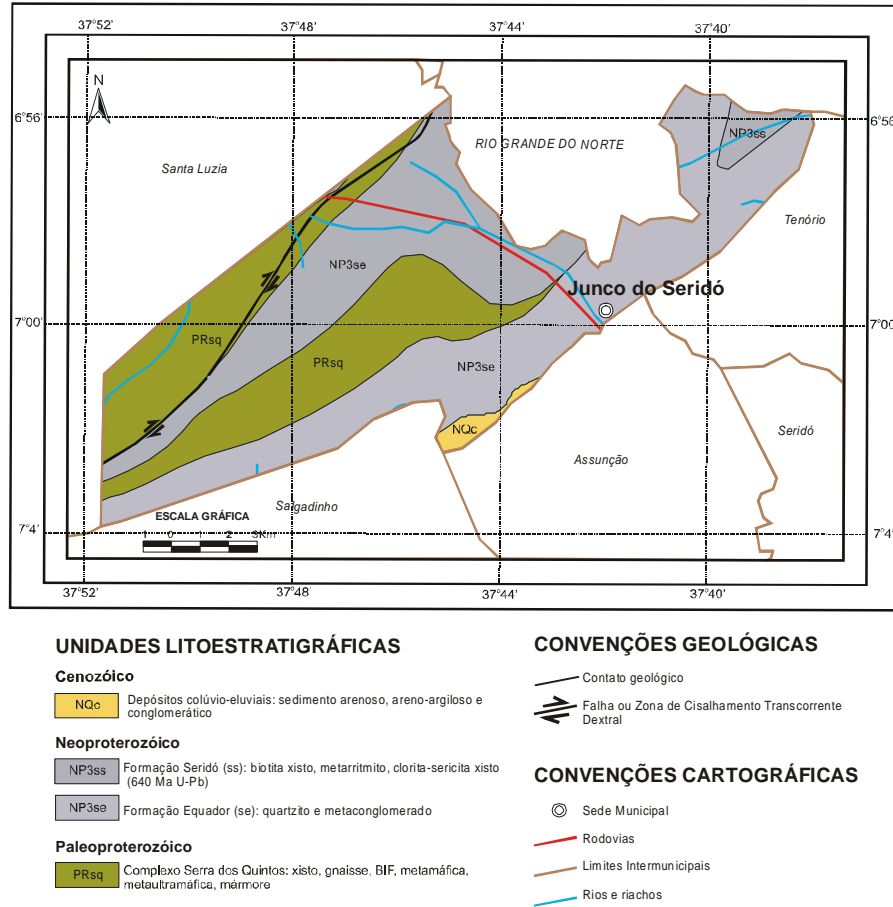 37°52' 37°48' 37°44' 37°40'
N
6°56' 6°56'
RIO GRANDE DO NORTE
NP3ss
Santa Luzia
Tenório
NP3se
Junco do Seridó
7°00' 7°00'
PRsq
PRsq
NP3se
NQc
Seridó
Assunção
Salgadinho
ESCALA GRÁFICA
7°4' 7°4'
1 0 1 2 3Km
37°52' 37°48' 37°44' 37°40'
UNIDADES LITOESTRATIGRÁFICAS
Cenozóico
NQc
Depósitos colúvio-eluviais: sedimento arenoso, areno-argiloso e
conglomerático
Neoproterozóico
NP3ss
Formação Seridó (ss): biotita xisto, metarritmito, clorita-sericita xisto
(640 Ma U-Pb)
NP3se
Formação Equador (se): quartzito e metaconglomerado
Paleoproterozóico
PRsq
Complexo Serra dos Quintos: xisto, gnaisse, BIF, metamáfica,
metaultramáfica, mármore
CONVENÇÕES GEOLÓGICAS
Contato geológico
Falha ou Zona de Cisalhamento Transcorrente
Dextral
CONVENÇÕES CARTOGRÁFICAS
Sede Municipal
Rodovias
Limites Intermunicipais
Rios e riachos